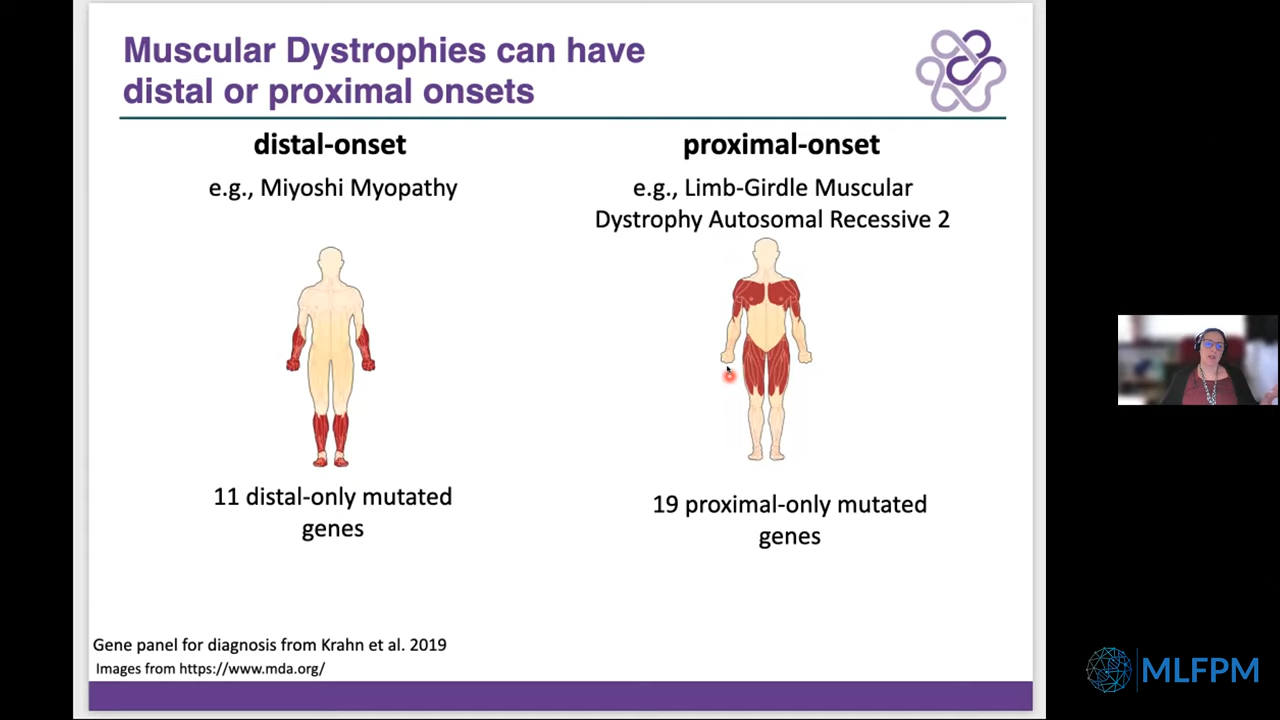 Muscular Dystrophies can have
distal or proximal onsets
distal-onset
e.g., Miyoshi Myopathy
11 distal-only mutated
genes
proximal-onset
e.g., Limb-Girdle Muscular
Dystrophy Autosomal Recessive 2
19 proximal-only mutated
genes
Gene panel for diagnosis from Krahn et al. 2019
Images from https://www.mda.org/
MLFPM